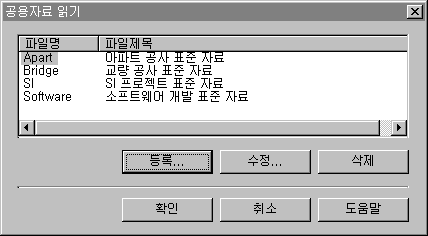 공용자료 읽기
파일명 파일제목
Apart 아파트 공사 표준 자료
Bridge 교량 공사 표준 자료
SI SI 프로젝트 표준 자료
Software 소프트웨어 개발 표준 자료
등록... 수정... 삭제
확인 취소 도움말